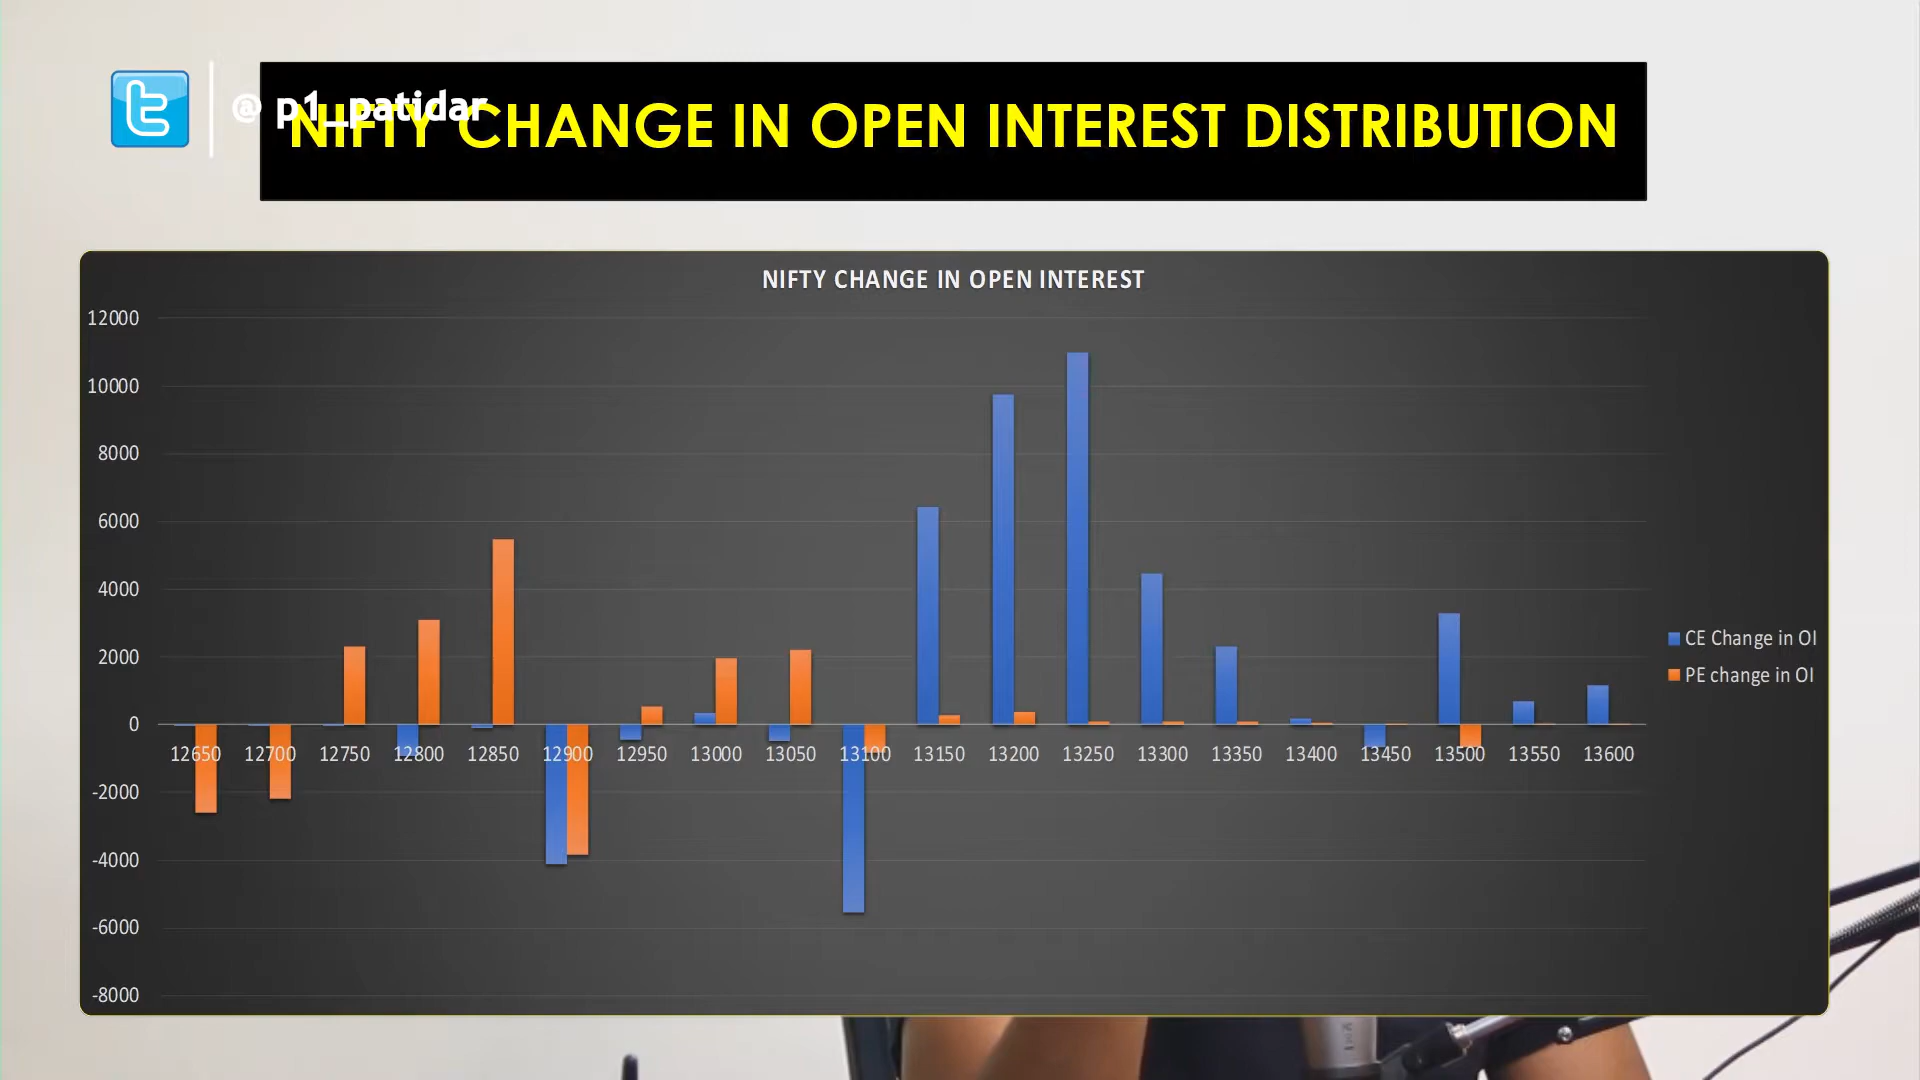 @ p1_patidar
NIFTY CHANGE IN OPEN INTEREST DISTRIBUTION
NIFTY CHANGE IN OPEN INTEREST
12000
10000
8000
6000
4000
2000
0
-2000
-4000
-6000
-8000
12650 12700 12750 12800 12850 12900 12950 13000 13050 13100 13150 13200 13250 13300 13350 13400 13450 13500 13550 13600
CE Change in OI
PE change in OI